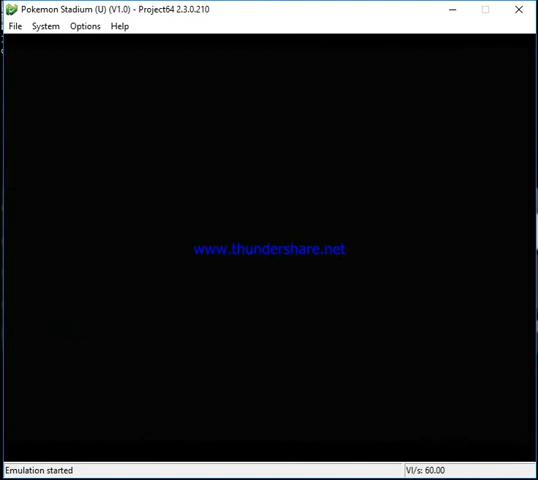 Pokemon Stadium (U) (V1.0) - Project64 2.3.0.210
File System Options Help
www.thundershare.net
Emulation started VI/s: 60.00